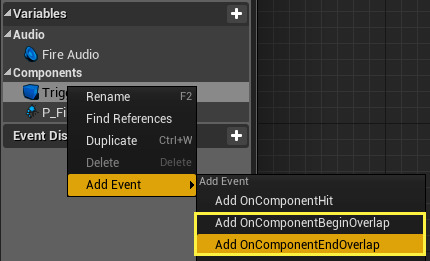 Variables
Audio
Fire Audio
Components
Trig
Rename F2
P_Fi
Find References
Duplicate Ctrl+W
Event Dis
Delete Delete
Add Event
Add Event
Add OnComponentHit
Add OnComponentBeginOverlap
Add OnComponentEndOverlap